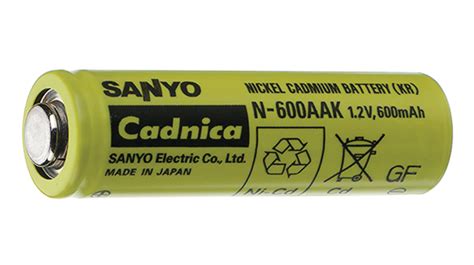 SANYO
Cadnica
SANYO Electric Co., Ltd.
MADE IN JAPAN
NICKEL CADMIUM BATTERY (KR)
N-600AAK 1.2V, 600mAh
Ni-Cd
Cd
GF